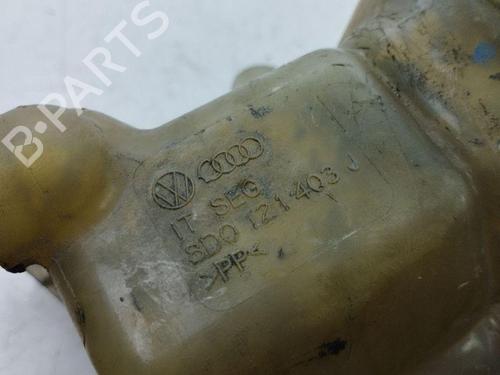 B-PARTS
IT SEG
5D0 121 403 J
>PP<